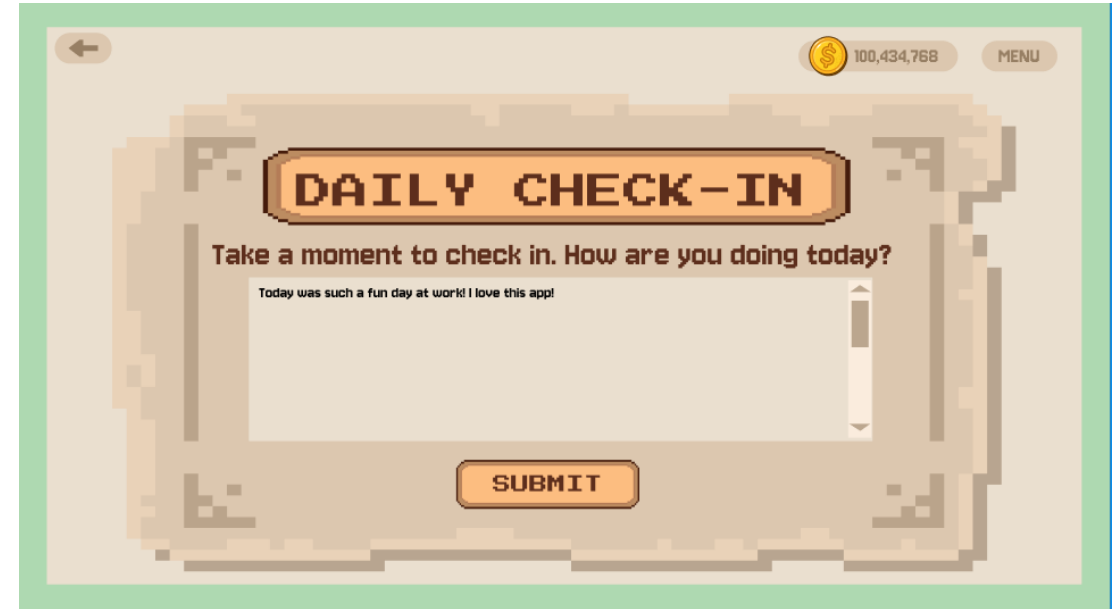 100,434,768
MENU
DAILY CHECK-IN
Take a moment to check in. How are you doing today?
Today was such a fun day at work! I love this app!
SUBMIT